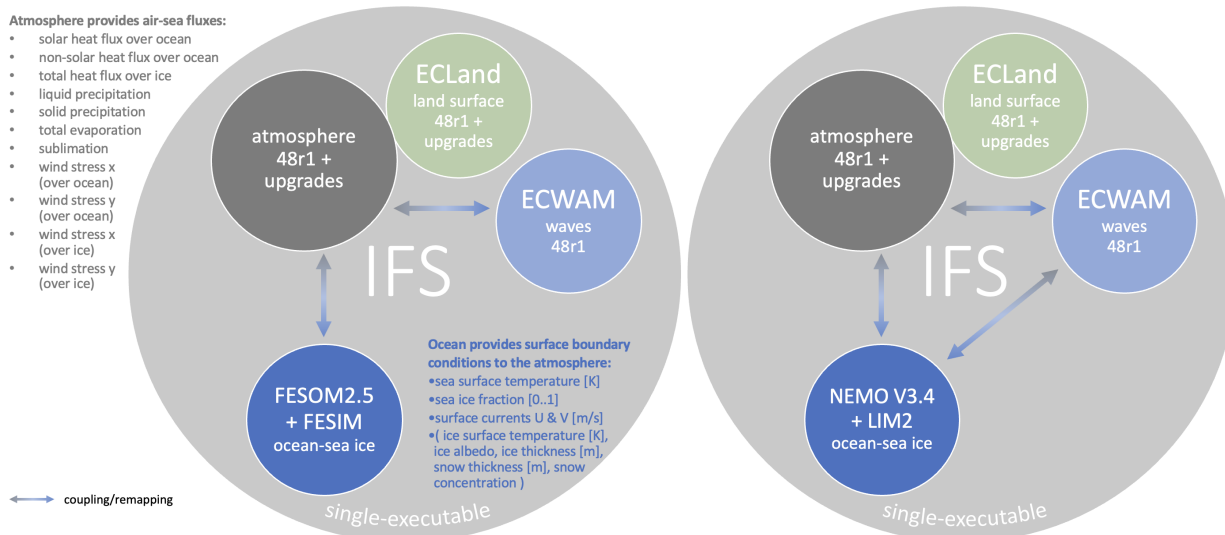 Atmosphere provides air-sea fluxes:
• solar heat flux over ocean
• non-solar heat flux over ocean
• total heat flux over ice
• liquid precipitation
• solid precipitation
• total evaporation
• sublimation
• wind stress x
(over ocean)
• wind stress y
(over ocean)
• wind stress x
(over ice)
• wind stress y
(over ice)
ECLand
land surface
48r1 +
upgrades
atmosphere
48r1 +
upgrades
ECWAM
waves
48r1
IFS
FESOM2.5
+ FESIM
ocean-sea ice
Ocean provides surface boundary
conditions to the atmosphere:
•sea surface temperature [K]
•sea ice fraction [0..1]
•surface currents U & V [m/s]
•( ice surface temperature [K],
ice albedo, ice thickness [m],
snow thickness [m], snow
concentration )
single-executable
coupling/remapping
ECLand
land surface
48r1 +
upgrades
atmosphere
48r1 +
upgrades
ECWAM
waves
48r1
IFS
NEMO V3.4
+ LIM2
ocean-sea ice
single-executable